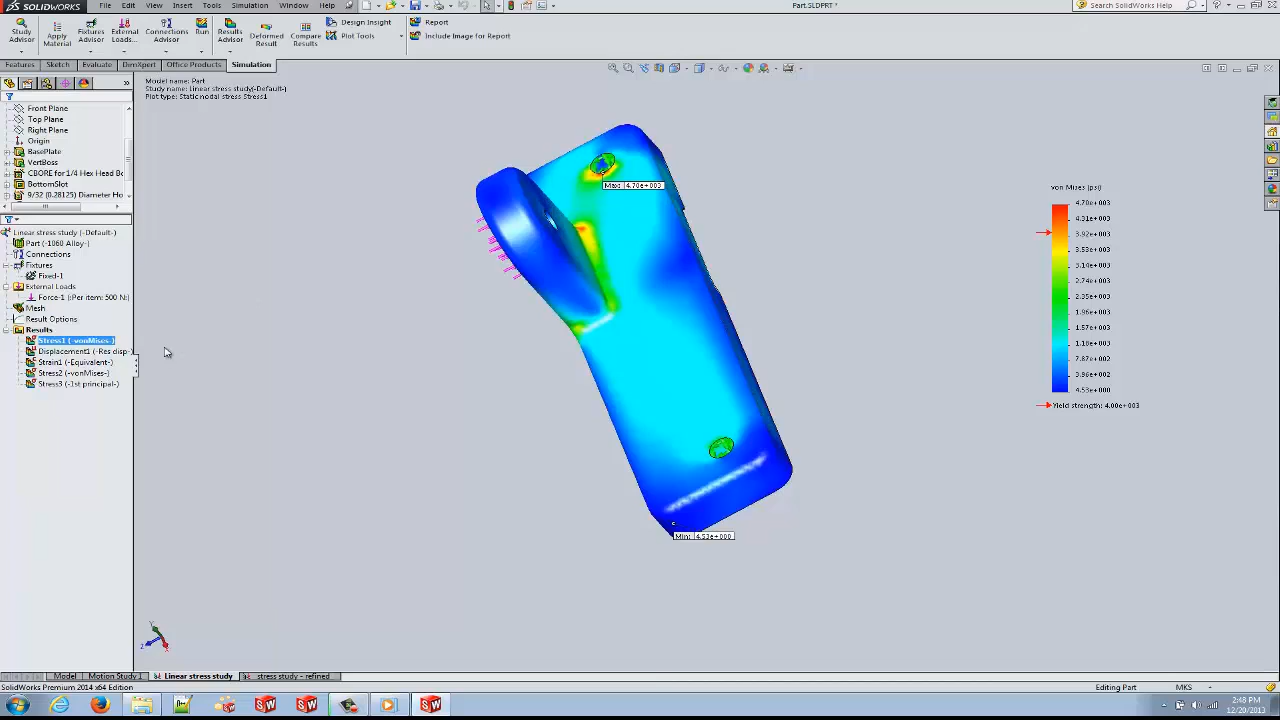 SOLIDWORKS File Edit View Insert Tools Simulation Window Help Part.SLDPRT * Search SolidWorks Help
Study Advisor Apply Material Fixtures Advisor External Loads... Connections Advisor Run Results Advisor Deformed Result Compare Results
Design Insight Report
Plot Tools Include Image for Report
Features Sketch Evaluate DimXpert Office Products Simulation
Model name: Part
Study name: Linear stress study(-Default-)
Plot type: Static nodal stress Stress1
Front Plane
Top Plane
Right Plane
Origin
BasePlate
VertBoss
CBORE for 1/4 Hex Head Bo
BottomSlot
9/32 (0.28125) Diameter Ho
Linear stress study (-Default-)
Part (-1060 Alloy-)
Connections
Fixtures
Fixed-1
External Loads
Force-1 (:Per item: 500 N:)
Mesh
Result Options
Results
Stress1 (-vonMises-)
Displacement1 (-Res disp-)
Strain1 (-Equivalent-)
Stress2 (-vonMises-)
Stress3 (-1st principal-)
Max: 4.70e+003
Min: 4.53e+000
von Mises (psi)
4.70e+003
4.31e+003
3.92e+003
3.53e+003
3.14e+003
2.74e+003
2.35e+003
1.96e+003
1.57e+003
1.18e+003
7.87e+002
3.96e+002
4.53e+000
Yield strength: 4.00e+003
Y
Z
X
Model Motion Study 1 Linear stress study stress study - refined
SolidWorks Premium 2014 x64 Edition Editing Part MKS -
2:48 PM
12/20/2013